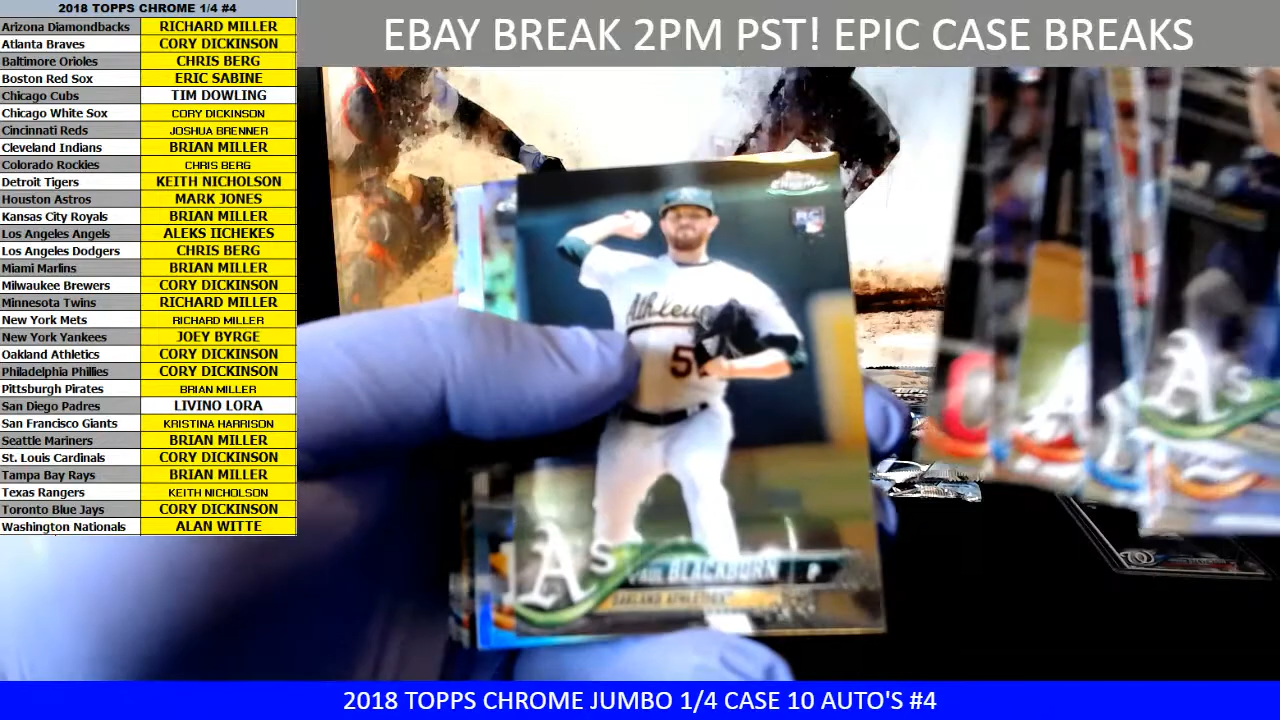 2018 TOPPS CHROME 1/4 #4
Arizona Diamondbacks RICHARD MILLER
Atlanta Braves CORY DICKINSON
Baltimore Orioles CHRIS BERG
Boston Red Sox ERIC SABINE
Chicago Cubs TIM DOWLING
Chicago White Sox CORY DICKINSON
Cincinnati Reds JOSHUA BRENNER
Cleveland Indians BRIAN MILLER
Colorado Rockies CHRIS BERG
Detroit Tigers KEITH NICHOLSON
Houston Astros MARK JONES
Kansas City Royals BRIAN MILLER
Los Angeles Angels ALEKS IICHEKES
Los Angeles Dodgers CHRIS BERG
Miami Marlins BRIAN MILLER
Milwaukee Brewers CORY DICKINSON
Minnesota Twins RICHARD MILLER
New York Mets RICHARD MILLER
New York Yankees JOEY BYRGE
Oakland Athletics CORY DICKINSON
Philadelphia Phillies CORY DICKINSON
Pittsburgh Pirates BRIAN MILLER
San Diego Padres LIVINO LORA
San Francisco Giants KRISTINA HARRISON
Seattle Mariners BRIAN MILLER
St. Louis Cardinals CORY DICKINSON
Tampa Bay Rays BRIAN MILLER
Texas Rangers KEITH NICHOLSON
Toronto Blue Jays CORY DICKINSON
Washington Nationals ALAN WITTE
EBAY BREAK 2PM PST! EPIC CASE BREAKS
RC
Athletics
5
A's
A's
PAUL BLACKBURN P
OAKLAND ATHLETICS
2018 TOPPS CHROME JUMBO 1/4 CASE 10 AUTO'S #4